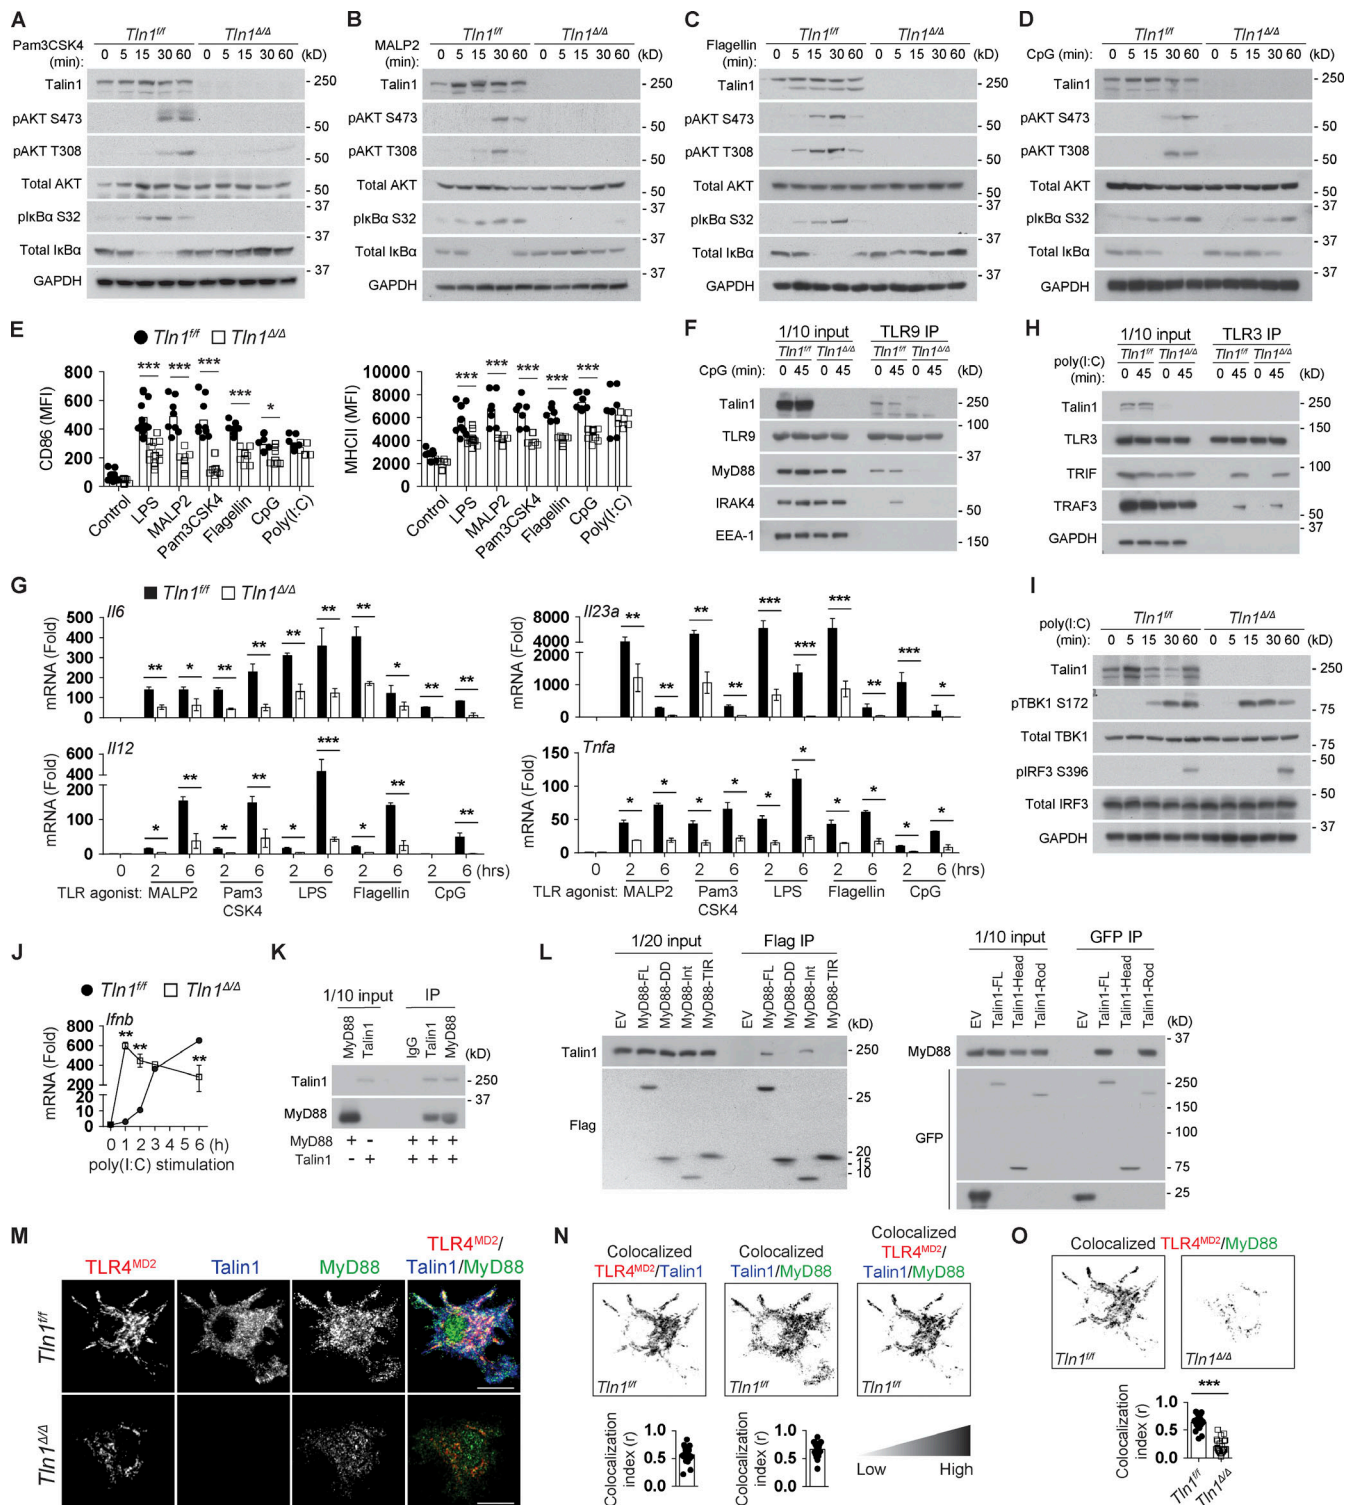 A
Tln1f/f Tln1Δ/Δ
Pam3CSK4 (min): 0 5 15 30 60 0 5 15 30 60 (kD)
Talin1 - 250
pAKT S473 - 50
pAKT T308 - 50
Total AKT - 50
pIκBα S32 - 37
Total IκBα - 37
GAPDH
B
Tln1f/f Tln1Δ/Δ
MALP2 (min): 0 5 15 30 60 0 5 15 30 60 (kD)
Talin1 - 250
pAKT S473 - 50
pAKT T308 - 50
Total AKT - 50
pIκBα S32 - 37
Total IκBα - 37
GAPDH
C
Tln1f/f Tln1Δ/Δ
Flagellin (min): 0 5 15 30 60 0 5 15 30 60 (kD)
Talin1 - 250
pAKT S473 - 50
pAKT T308 - 50
Total AKT - 50
pIκBα S32 - 37
Total IκBα - 37
GAPDH
D
Tln1f/f Tln1Δ/Δ
CpG (min): 0 5 15 30 60 0 5 15 30 60 (kD)
Talin1 - 250
pAKT S473 - 50
pAKT T308 - 50
Total AKT - 50
pIκBα S32 - 37
Total IκBα - 37
GAPDH
E
Tln1f/f Tln1Δ/Δ
CD86 (MFI)
800
600
400
200
0
*** *** *** *** *
Control LPS MALP2 Pam3CSK4 Flagellin CpG Poly(I:C)
MHCII (MFI)
10000
8000
6000
4000
2000
0
*** *** *** *** ***
Control LPS MALP2 Pam3CSK4 Flagellin CpG Poly(I:C)
F
1/10 input TLR9 IP
Tln1f/f Tln1Δ/Δ Tln1f/f Tln1Δ/Δ
CpG (min): 0 45 0 45 0 45 0 45 (kD)
Talin1 - 250
TLR9 - 100
MyD88 - 37
IRAK4 - 50
EEA-1 - 150
H
1/10 input TLR3 IP
Tln1f/f Tln1Δ/Δ Tln1f/f Tln1Δ/Δ
poly(I:C) (min): 0 45 0 45 0 45 0 45 (kD)
Talin1 - 250
TLR3 - 150
TRIF - 100
TRAF3 - 50
GAPDH - 37
G
Tln1f/f Tln1Δ/Δ
Il6
mRNA (Fold)
500
400
300
200
100
0
** * ** ** ** ** ** * ** **
Il23a
mRNA (Fold)
8000
4000
2000
1000
0
** ** ** ** *** *** *** ** *** *
Il12
mRNA (Fold)
600
400
200
100
0
* ** * ** * *** * ** **
Tnfa
mRNA (Fold)
150
100
50
0
* * * * * * * * * *
0 2 6 2 6 2 6 2 6 2 6 (hrs)
TLR agonist: MALP2 Pam3 CSK4 LPS Flagellin CpG
0 2 6 2 6 2 6 2 6 2 6 (hrs)
TLR agonist: MALP2 Pam3 CSK4 LPS Flagellin CpG
I
Tln1f/f Tln1Δ/Δ
poly(I:C) (min): 0 5 15 30 60 0 5 15 30 60 (kD)
Talin1 - 250
pTBK1 S172 - 75
Total TBK1 - 75
pIRF3 S396 - 50
Total IRF3 - 50
GAPDH - 37
J
Tln1f/f Tln1Δ/Δ
Ifnb
mRNA (Fold)
800
600
400
200
20
10
0
** ** **
0 1 2 3 4 5 6 (h)
poly(I:C) stimulation
K
1/10 input IP
MyD88 Talin1 IgG Talin1 MyD88
(kD)
Talin1 - 250
- 37
MyD88
MyD88 + - + + +
Talin1 - + + + +
L
1/20 input Flag IP
EV MyD88-FL MyD88-DD MyD88-Int MyD88-TIR EV MyD88-FL MyD88-DD MyD88-Int MyD88-TIR
(kD)
Talin1 - 250
- 25
Flag
- 20
- 15
- 10
1/10 input GFP IP
EV Talin1-FL Talin1-Head Talin1-Rod EV Talin1-FL Talin1-Head Talin1-Rod
(kD)
MyD88 - 37
- 250
- 150
- 100
GFP
- 75
- 25
M
TLR4MD2 Talin1 MyD88 TLR4MD2/ Talin1/MyD88
Tln1f/f
Tln1Δ/Δ
N
Colocalized TLR4MD2/Talin1
Tln1f/f
Colocalized Talin1/MyD88
Tln1f/f
Colocalized TLR4MD2/ Talin1/MyD88
Tln1f/f
Colocalization index (r)
1.0
0.5
0.0
Colocalization index (r)
1.0
0.5
0.0
Low High
O
Colocalized TLR4MD2/MyD88
Tln1f/f
Tln1Δ/Δ
Colocalization index (r)
1.0
0.5
0.0
***
Tln1f/f
Tln1Δ/Δ